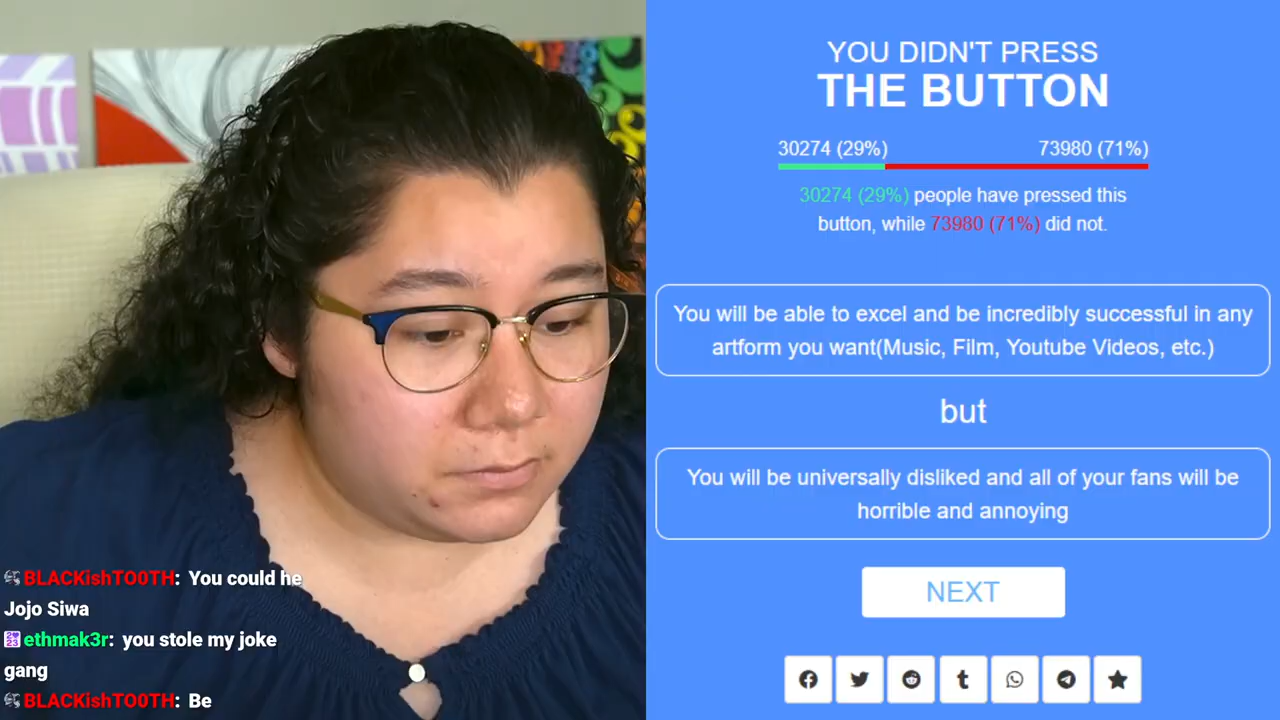 YOU DIDN'T PRESS
THE BUTTON
30274 (29%) 73980 (71%)
30274 (29%) people have pressed this
button, while 73980 (71%) did not.
You will be able to excel and be incredibly successful in any
artform you want(Music, Film, Youtube Videos, etc.)
but
You will be universally disliked and all of your fans will be
horrible and annoying
NEXT
BLACKishTO0TH: You could he
Jojo Siwa
ethmak3r: you stole my joke
gang
BLACKishTO0TH: Be